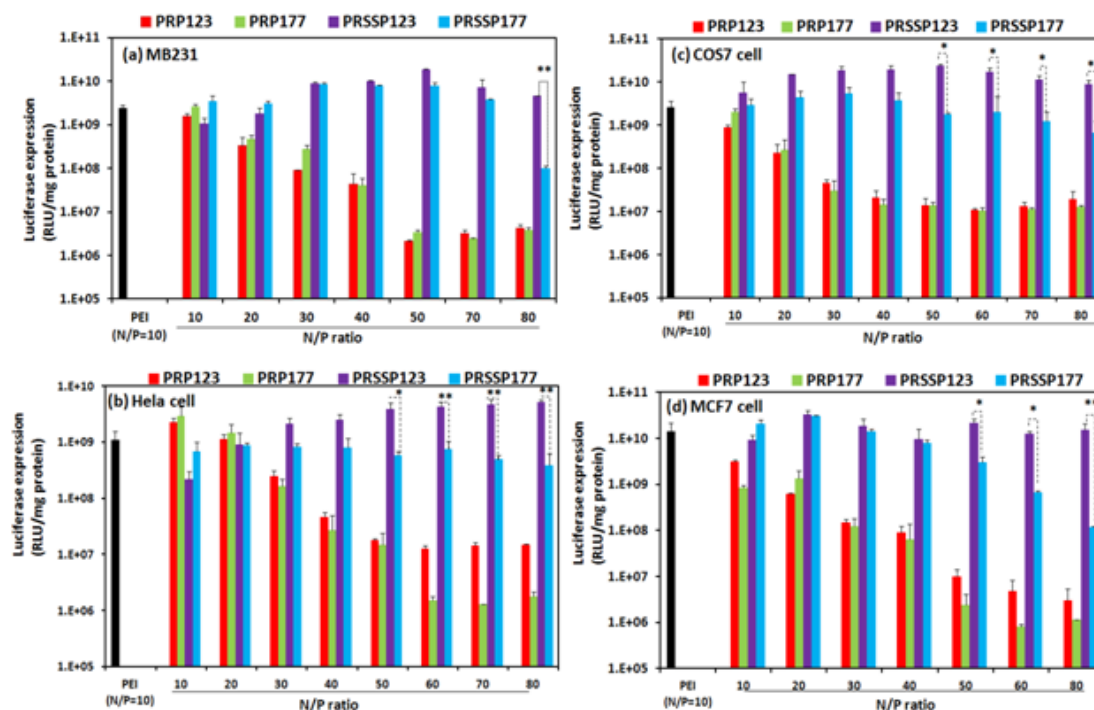 PRP123 PRP177 PRSSP123 PRSSP177
(a) MB231
Luciferase expression
(RLU/mg protein)
1.E+11
1.E+10
1.E+09
1.E+08
1.E+07
1.E+06
1.E+05
**
PEI 10 20 30 40 50 70 80
(N/P=10) N/P ratio
PRP123 PRP177 PRSSP123 PRSSP177
(c) COS7 cell
Luciferase expression
(RLU/mg protein)
1.E+11
1.E+10
1.E+09
1.E+08
1.E+07
1.E+06
1.E+05
* * * *
PEI 10 20 30 40 50 60 70 80
(N/P=10) N/P ratio
PRP123 PRP177 PRSSP123 PRSSP177
(b) Hela cell
Luciferase expression
(RLU/mg protein)
1.E+10
1.E+09
1.E+08
1.E+07
1.E+06
1.E+05
* ** ** **
PEI 10 20 30 40 50 60 70 80
(N/P=10) N/P ratio
PRP123 PRP177 PRSSP123 PRSSP177
(d) MCF7 cell
Luciferase expression
(RLU/mg protein)
1.E+11
1.E+10
1.E+09
1.E+08
1.E+07
1.E+06
1.E+05
* * **
PEI 10 20 30 40 50 60 80
(N/P=10) N/P ratio